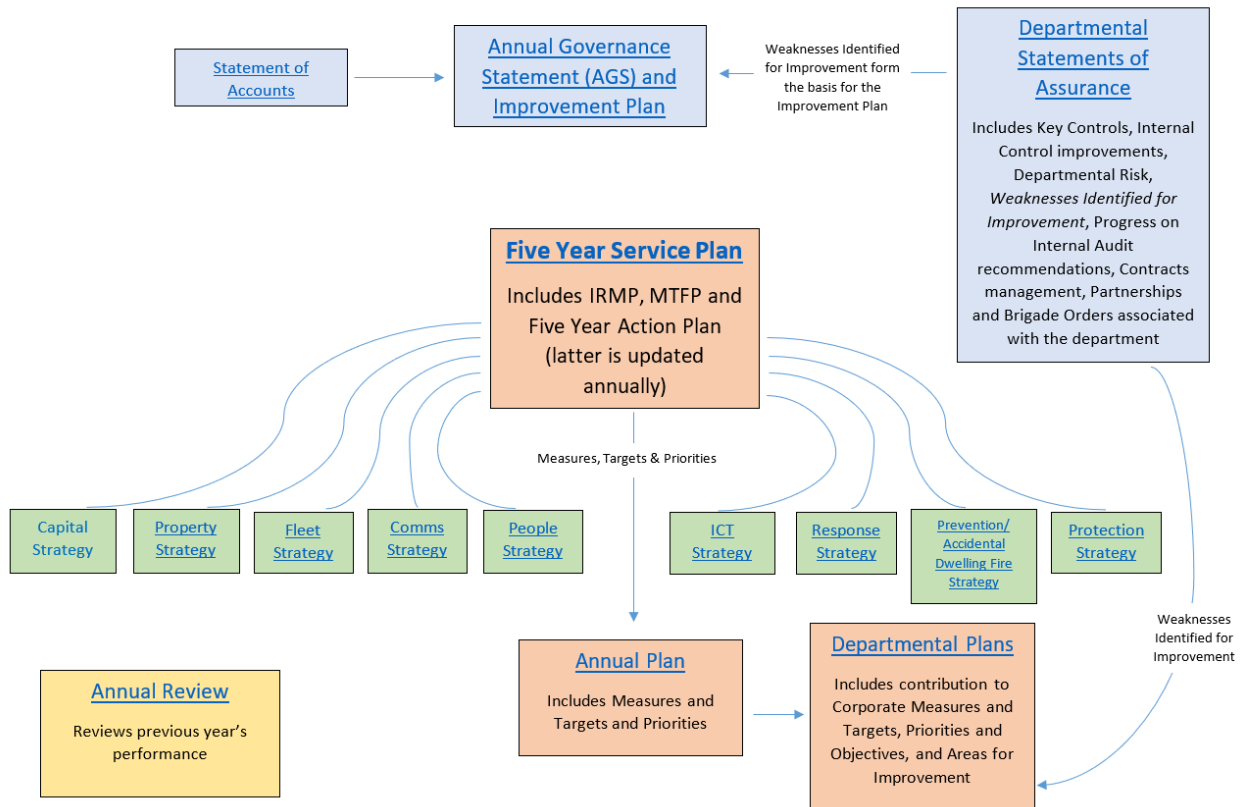 Statement of
Accounts
Annual Governance
Statement (AGS) and
Improvement Plan
Weaknesses Identified
for Improvement form
the basis for the
Improvement Plan
Departmental
Statements of
Assurance
Includes Key Controls, Internal
Control improvements,
Departmental Risk,
Weaknesses Identified for
Improvement, Progress on
Internal Audit
recommendations, Contracts
management, Partnerships
and Brigade Orders associated
with the department
Five Year Service Plan
Includes IRMP, MTFP and
Five Year Action Plan
(latter is updated
annually)
Measures, Targets & Priorities
Capital
Strategy
Property
Strategy
Fleet
Strategy
Comms
Strategy
People
Strategy
ICT
Strategy
Response
Strategy
Prevention/
Accidental
Dwelling Fire
Strategy
Protection
Strategy
Weaknesses
Identified for
Improvement
Annual Review
Reviews previous year’s
performance
Annual Plan
Includes Measures and
Targets and Priorities
Departmental Plans
Includes contribution to
Corporate Measures and
Targets, Priorities and
Objectives, and Areas for
Improvement